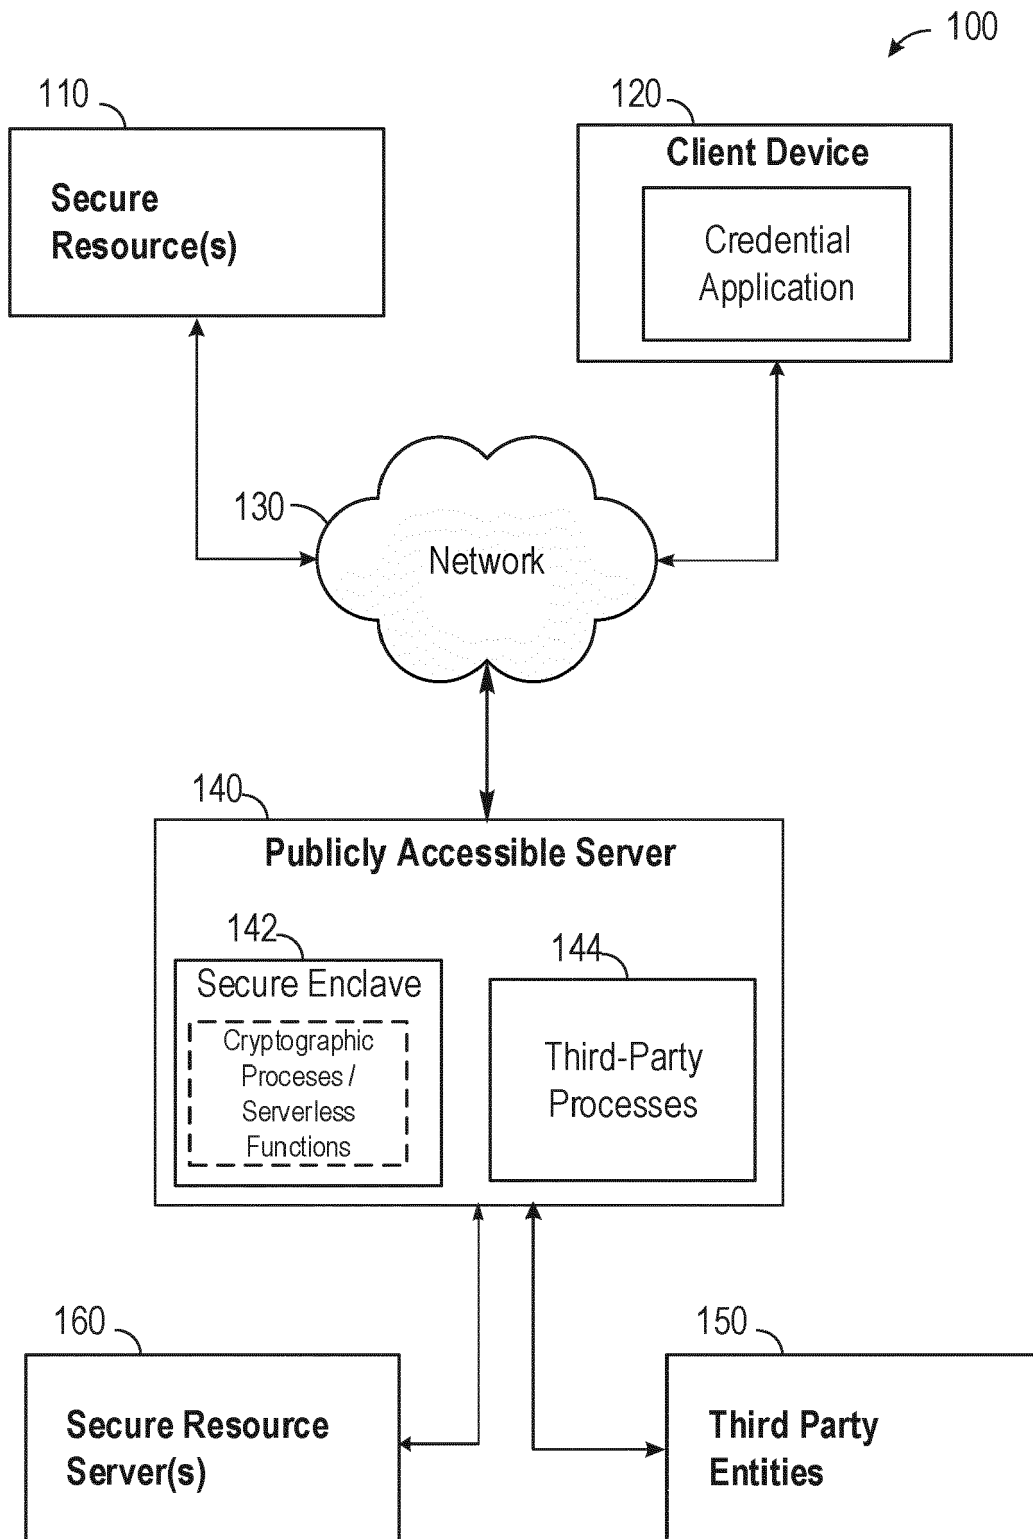 100
110
120
Secure
Resource(s)
Client Device
Credential
Application
130
Network
140
Publicly Accessible Server
142
144
Secure Enclave
Cryptographic
Proceses /
Serverless
Functions
Third-Party
Processes
160
150
Secure Resource
Server(s)
Third Party
Entities